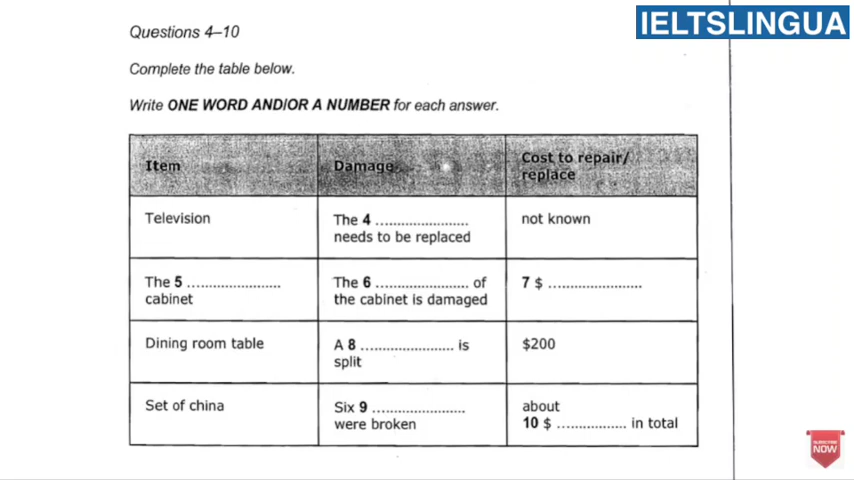 IELTSLINGUA
Questions 4–10
Complete the table below.
Write ONE WORD AND/OR A NUMBER for each answer.
Item
Damage
Cost to repair/
replace
Television
The 4 ........................
needs to be replaced
not known
The 5 ........................
cabinet
The 6 ........................ of
the cabinet is damaged
7 $ ........................
Dining room table
A 8 ........................ is
split
$200
Set of china
Six 9 ........................
were broken
about
10 $ .................. in total
SUBSCRIBE
NOW